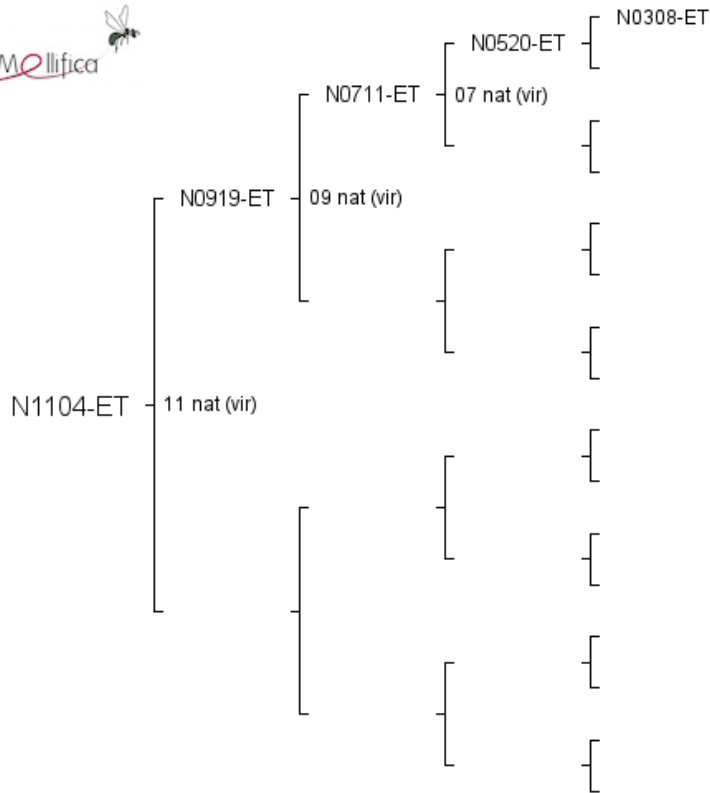 Mellifica
N0308-ET
N0520-ET
N0711-ET
07 nat (vir)
N0919-ET
09 nat (vir)
N1104-ET
11 nat (vir)